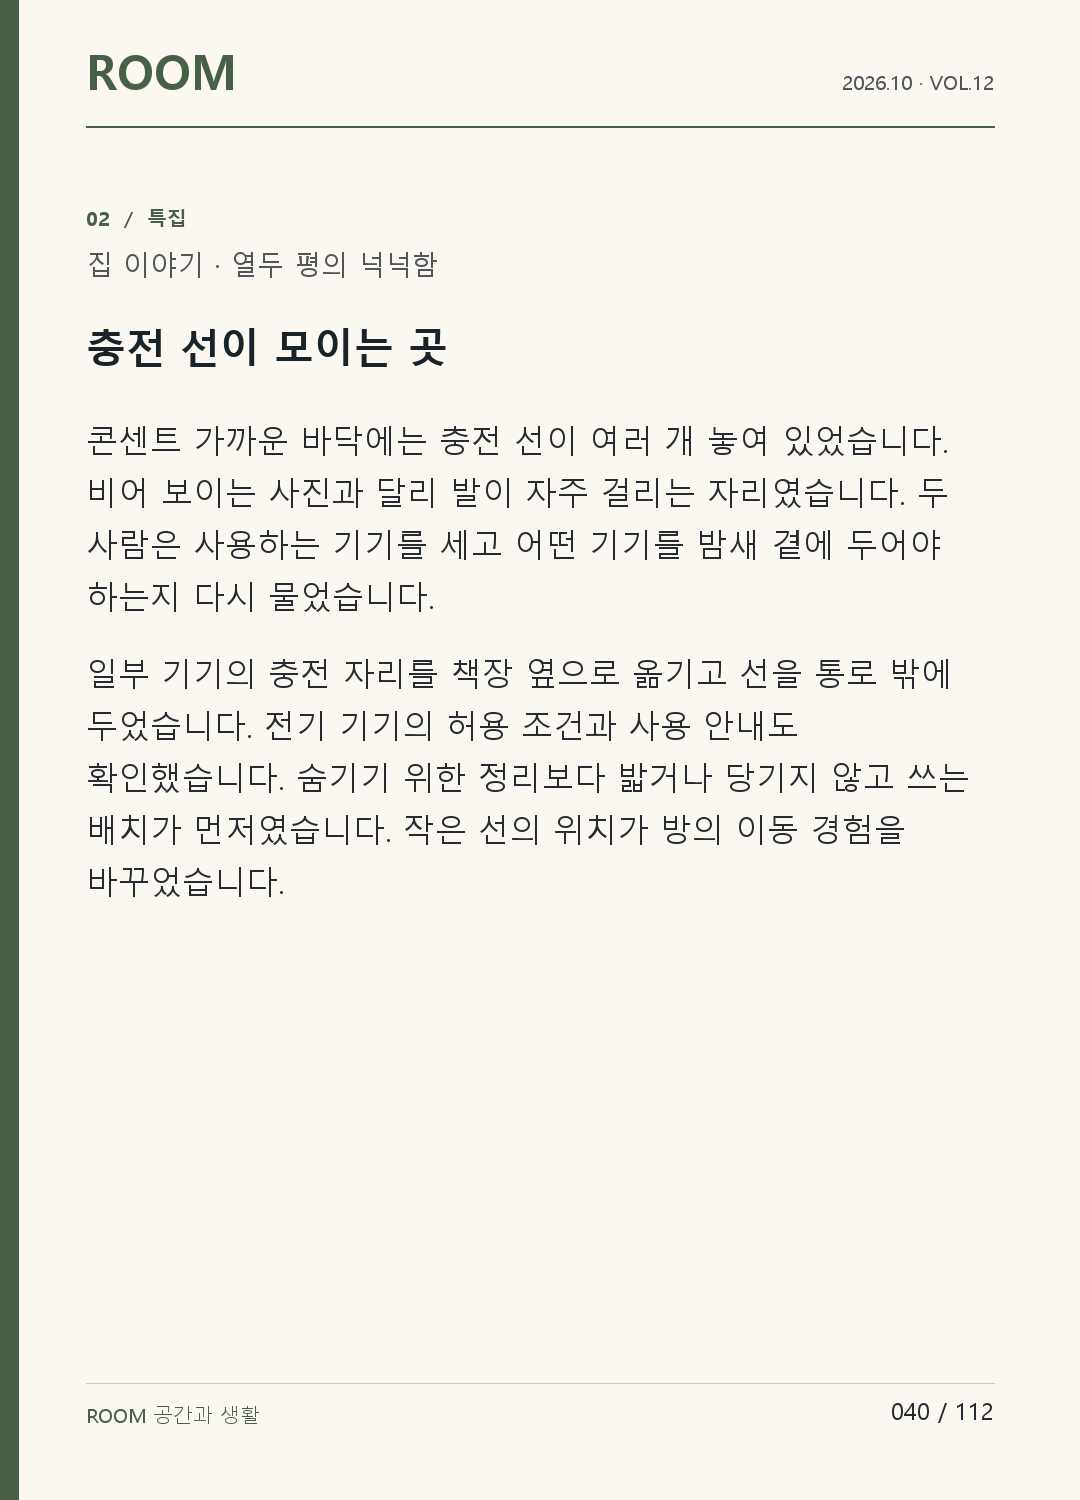 ROOM
2026.10 · VOL.12
02 / 특집
집 이야기 · 열두 평의 넉넉함
충전 선이 모이는 곳
콘센트 가까운 바닥에는 충전 선이 여러 개 놓여 있었습니다.
비어 보이는 사진과 달리 발이 자주 걸리는 자리였습니다. 두
사람은 사용하는 기기를 세고 어떤 기기를 밤새 곁에 두어야
하는지 다시 물었습니다.
일부 기기의 충전 자리를 책장 옆으로 옮기고 선을 통로 밖에
두었습니다. 전기 기기의 허용 조건과 사용 안내도
확인했습니다. 숨기기 위한 정리보다 밟거나 당기지 않고 쓰는
배치가 먼저였습니다. 작은 선의 위치가 방의 이동 경험을
바꾸었습니다.
ROOM 공간과 생활
040 / 112